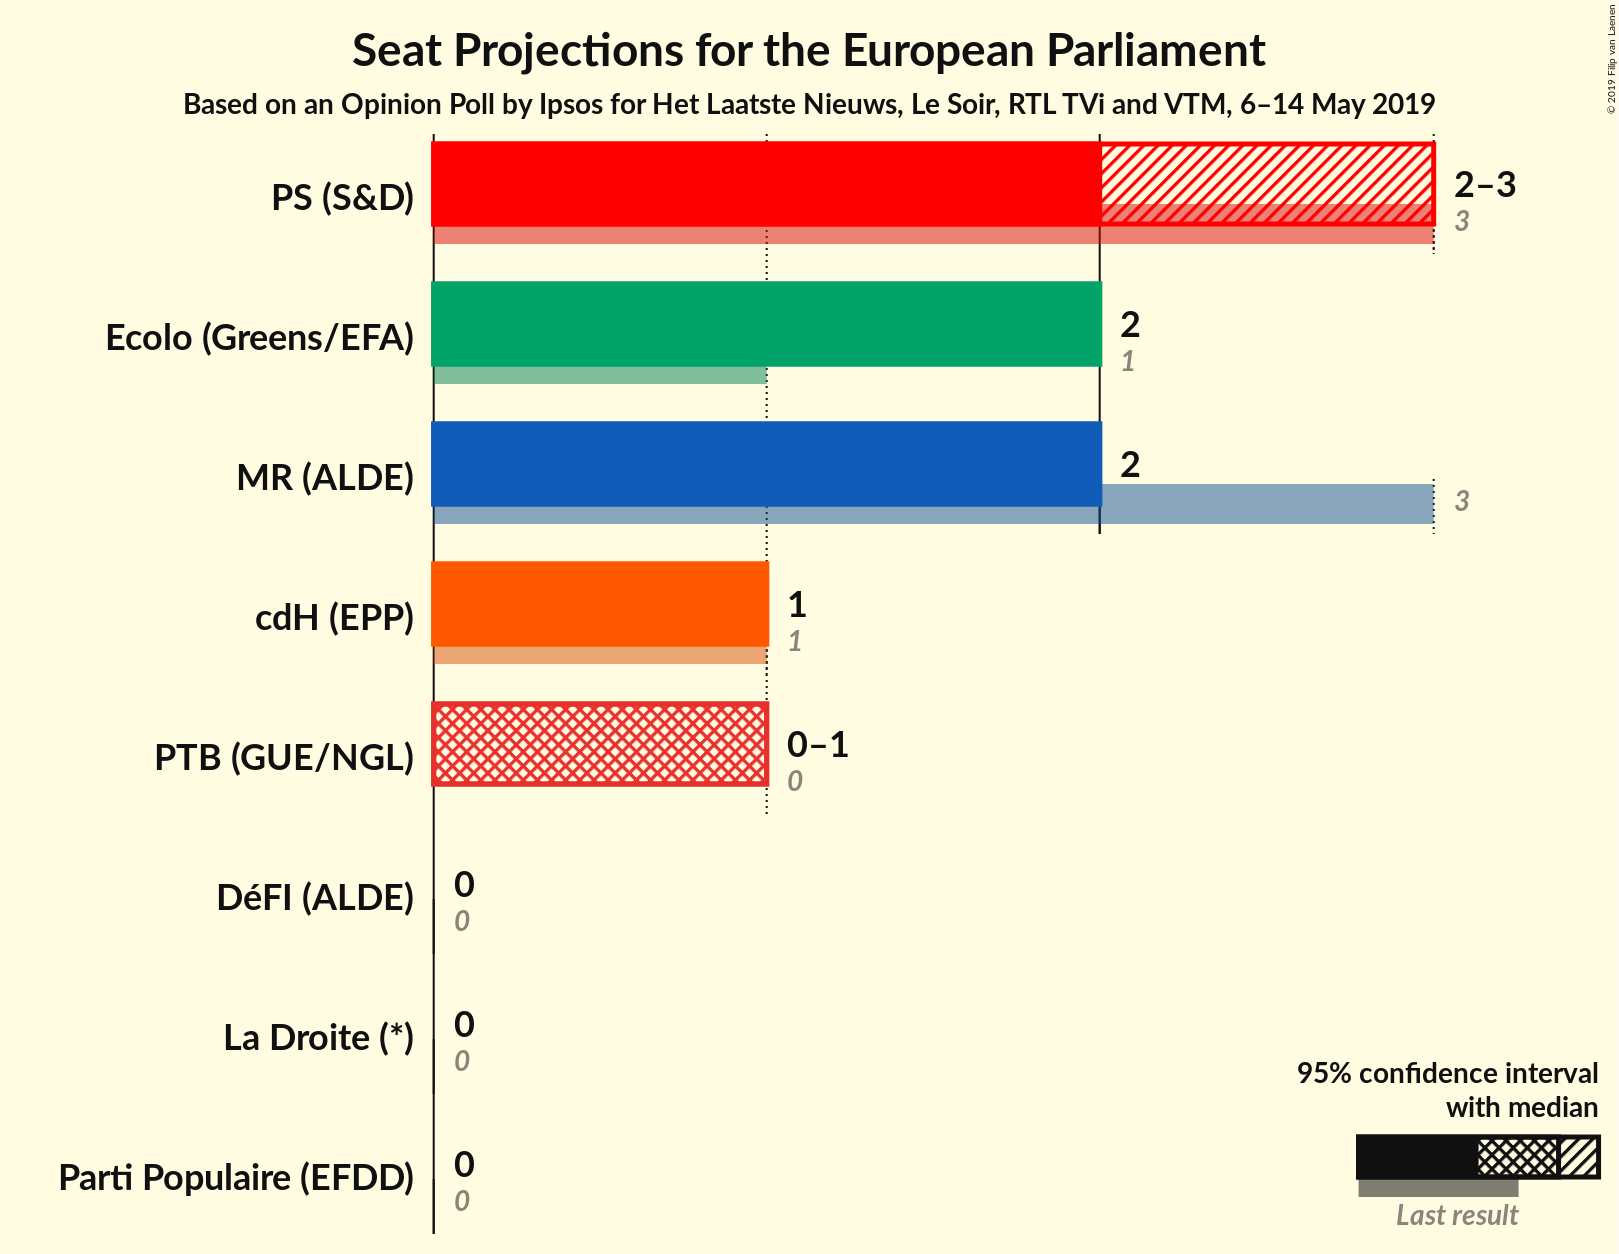 Seat Projections for the European Parliament
Based on an Opinion Poll by Ipsos for Het Laatste Nieuws, Le Soir, RTL TVi and VTM, 6–14 May 2019
© 2019 Filip van Laenen
PS (S&D)
2–3
3
Ecolo (Greens/EFA)
2
1
MR (ALDE)
2
3
cdH (EPP)
1
1
PTB (GUE/NGL)
0–1
0
DéFI (ALDE)
0
0
La Droite (*)
0
0
Parti Populaire (EFDD)
0
0
95% confidence interval
with median
Last result